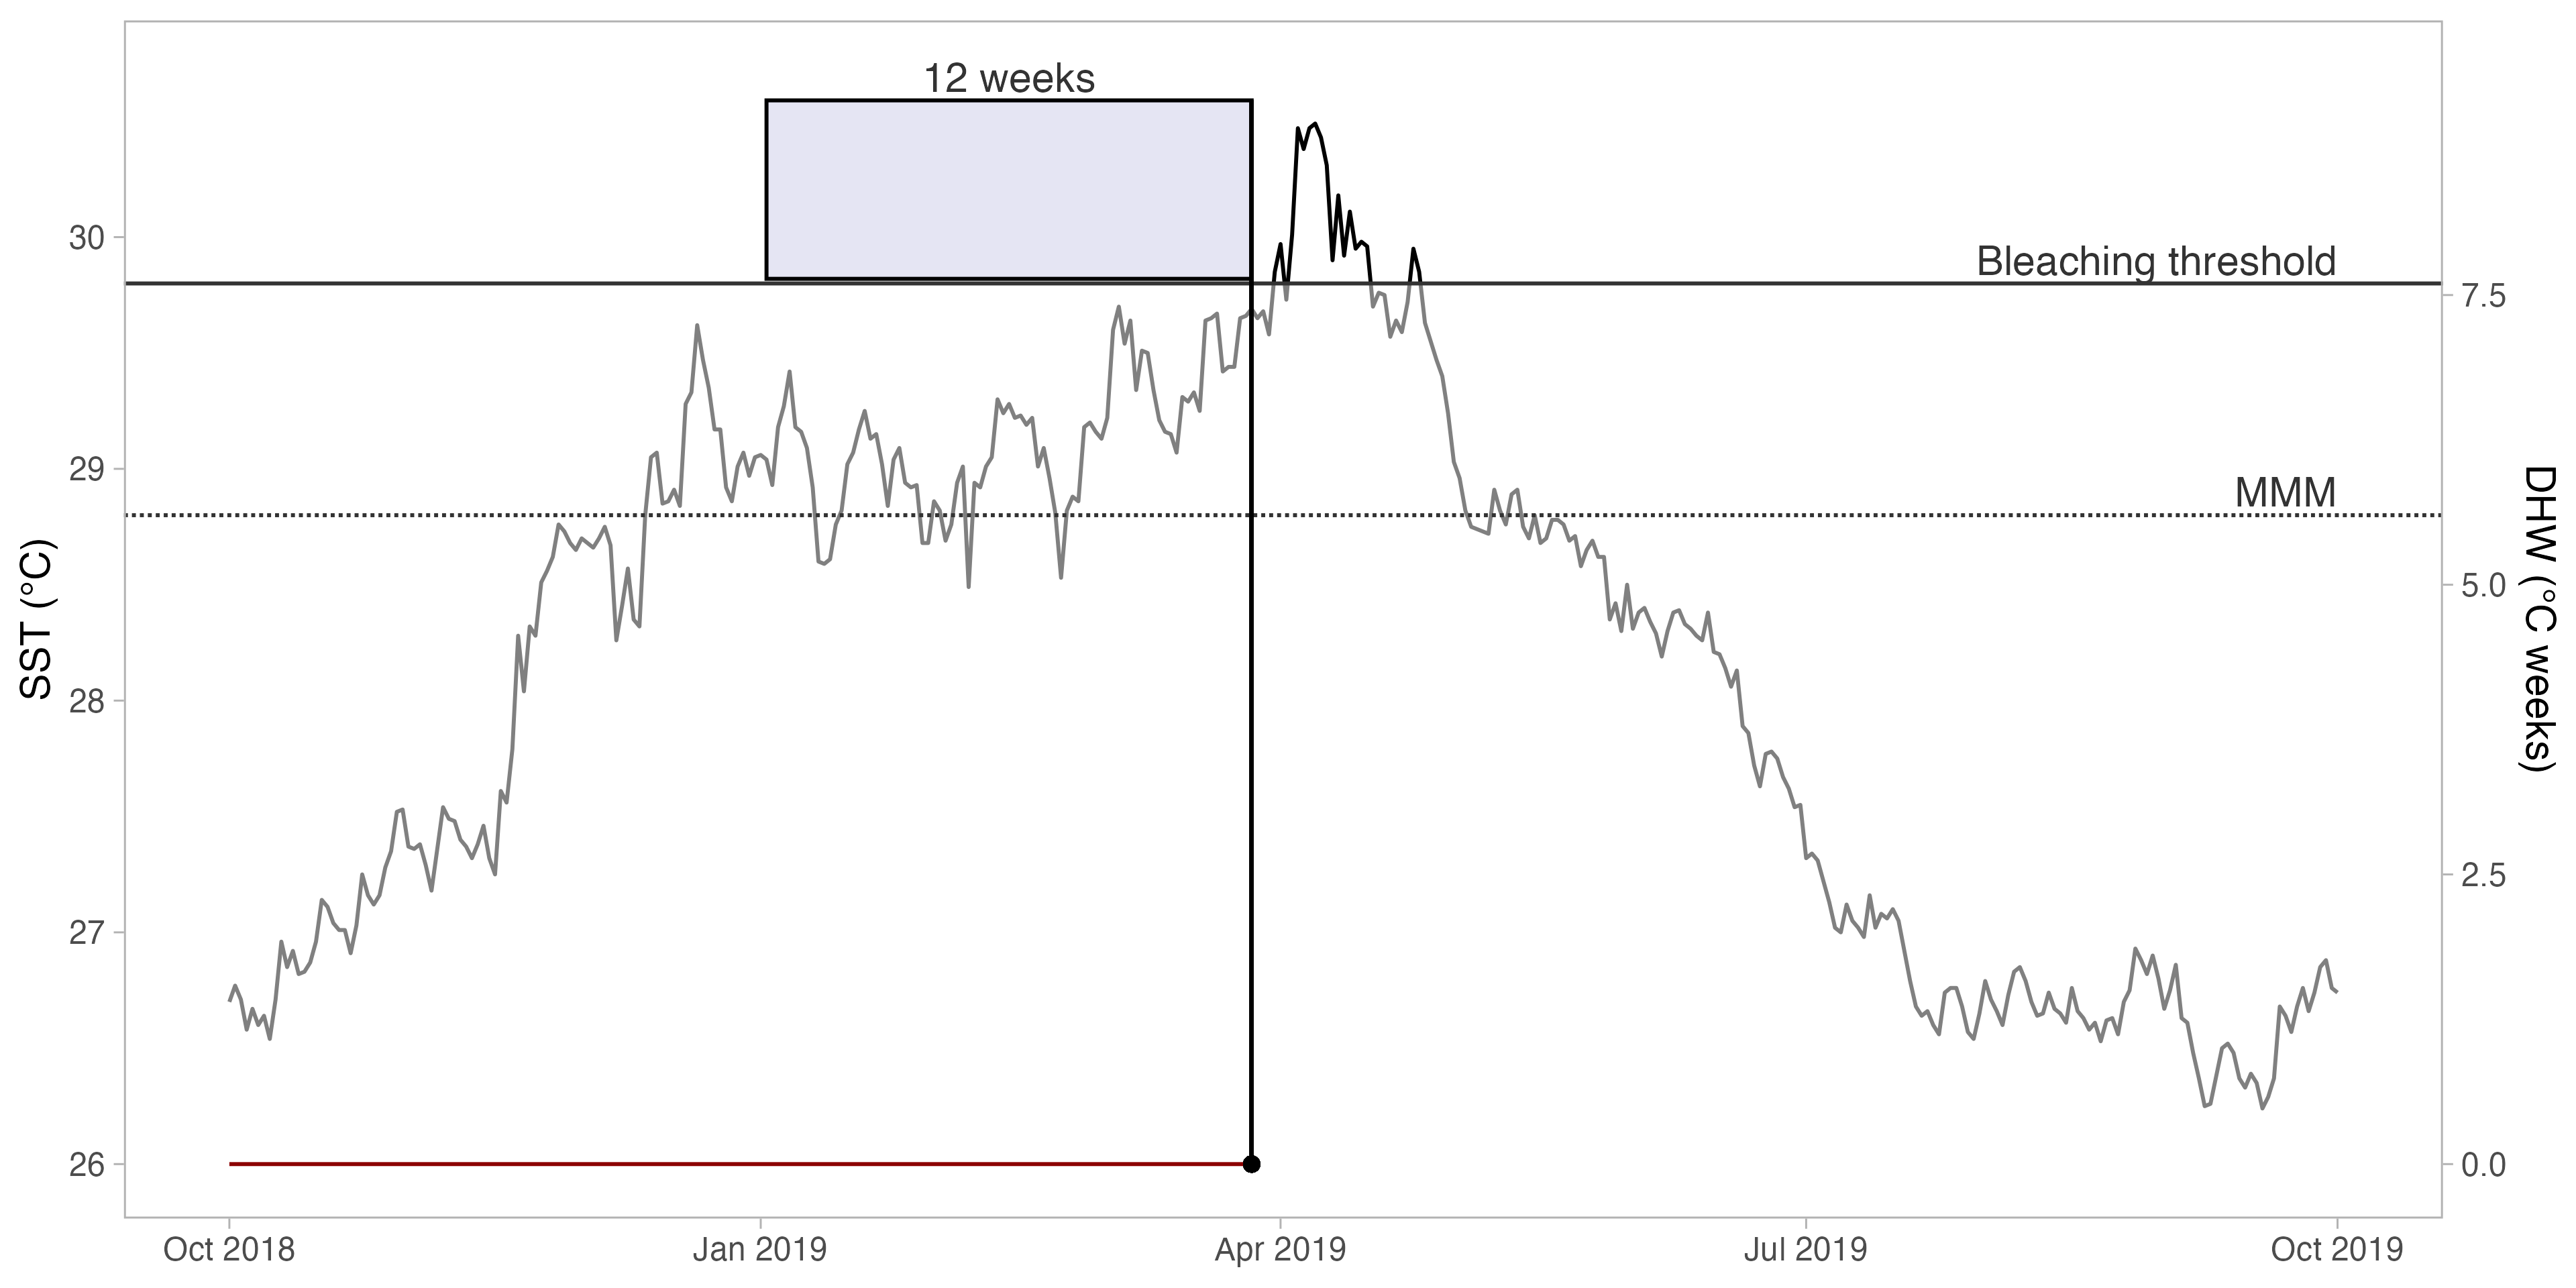 12 weeks
Bleaching threshold
MMM
SST (°C)
30
29
28
27
26
7.5
5.0
2.5
0.0
DHW (°C weeks)
Oct 2018
Jan 2019
Apr 2019
Jul 2019
Oct 2019